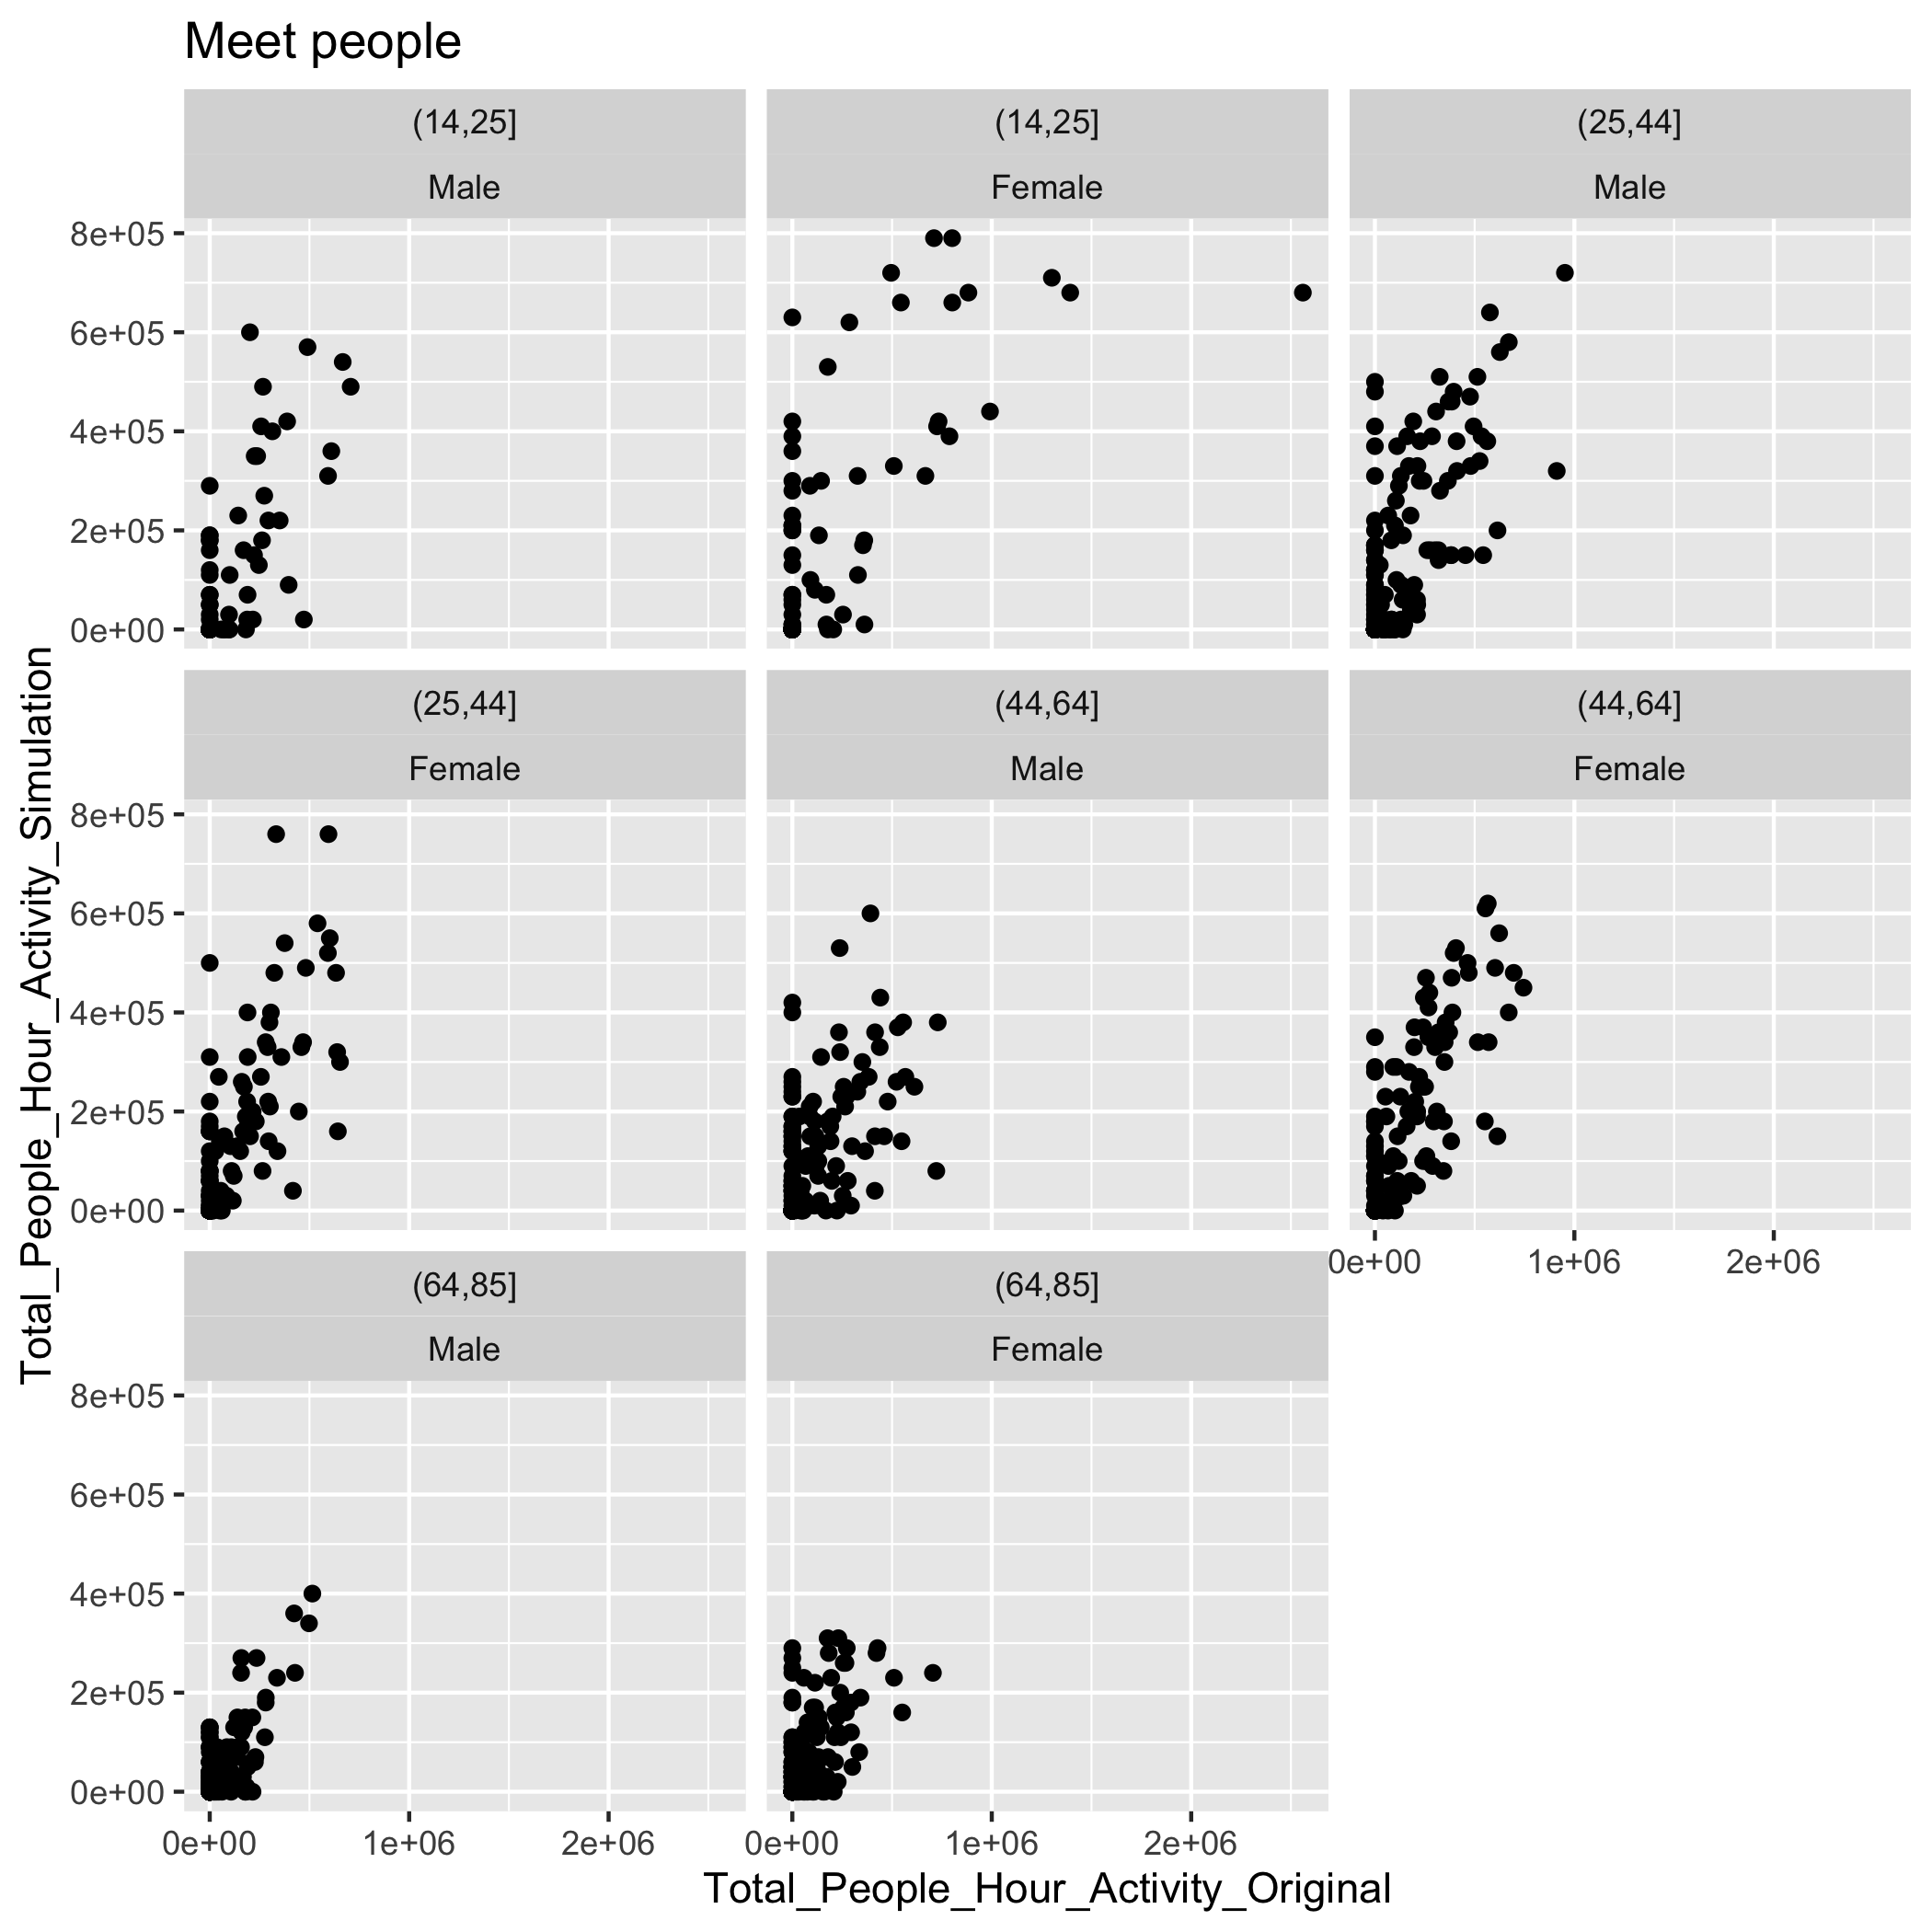 Meet people
(14,25]
Male
(14,25]
Female
(25,44]
Male
8e+05
6e+05
4e+05
2e+05
0e+00
(25,44]
Female
(44,64]
Male
(44,64]
Female
8e+05
6e+05
4e+05
2e+05
0e+00
0e+00 1e+06 2e+06
(64,85]
Male
(64,85]
Female
8e+05
6e+05
4e+05
2e+05
0e+00
0e+00 1e+06 2e+06
0e+00 1e+06 2e+06
Total_People_Hour_Activity_Original
Total_People_Hour_Activity_Simulation